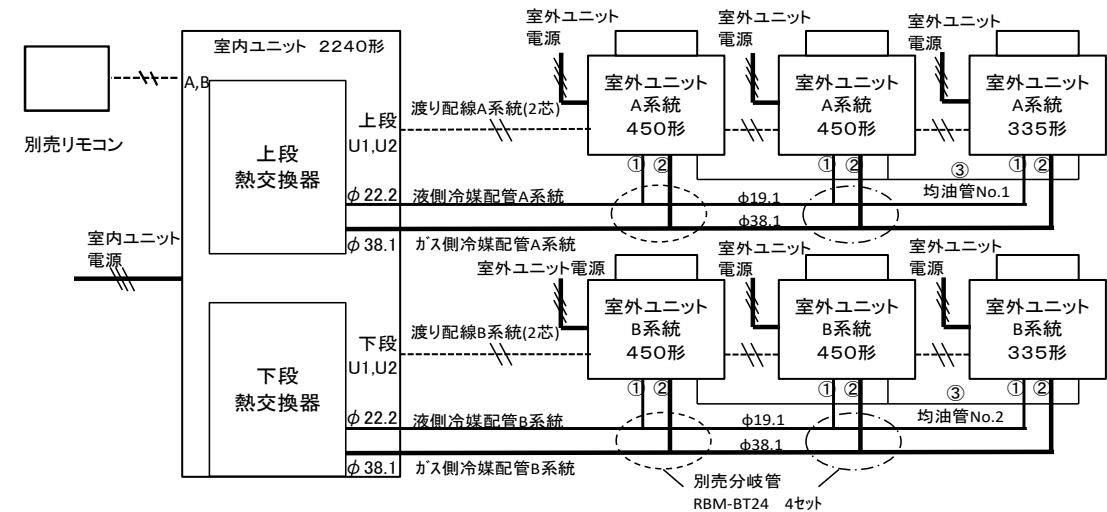 室外ユニット
電源
室外ユニット
電源
室外ユニット
電源
室内ユニット 2240形
A,B
別売リモコン
上段
熱交換器
上段
U1,U2
渡り配線A系統(2芯)
室外ユニット
A系統
450形
室外ユニット
A系統
450形
室外ユニット
A系統
335形
① ②
① ②
③
① ②
均油管No.1
φ22.2 液側冷媒配管A系統
φ19.1
φ38.1
φ38.1 ガス側冷媒配管A系統
室内ユニット
電源
室外ユニット電源
室外ユニット
電源
室外ユニット
電源
下段
熱交換器
下段
U1,U2
渡り配線B系統(2芯)
室外ユニット
B系統
450形
室外ユニット
B系統
450形
室外ユニット
B系統
335形
① ②
① ②
③
① ②
均油管No.2
φ22.2 液側冷媒配管B系統
φ19.1
φ38.1
φ38.1 ガス側冷媒配管B系統
別売分岐管
RBM-BT24 4セット